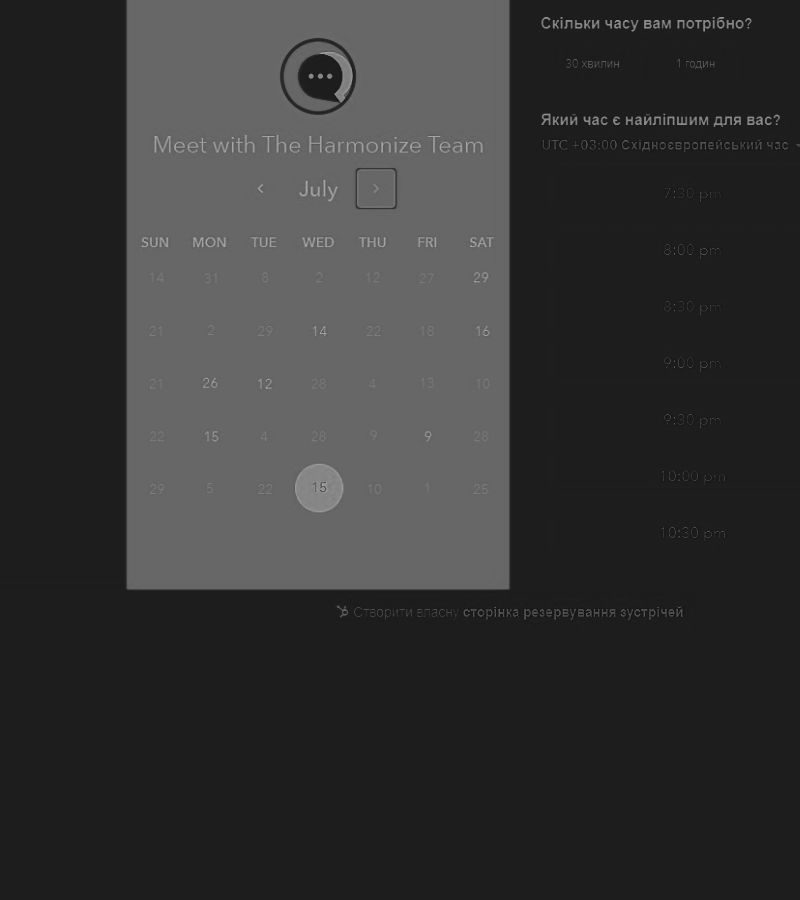 Meet with The Harmonize Team
July
SUN MON TUE WED THU FRI SAT
14 31 8 2 12 27 29
21 2 29 14 22 18 16
21 26 12 28 4 13 10
22 15 4 28 9 9 28
29 5 22 15 10 1 25
Скільки часу вам потрібно?
30 хвилин 1 годин
Який час є найліпшим для вас?
UTC +03:00 Східноєвропейський час
7:30 pm
8:00 pm
8:30 pm
9:00 pm
9:30 pm
10:00 pm
10:30 pm
Створити власну сторінка резервування зустрічей